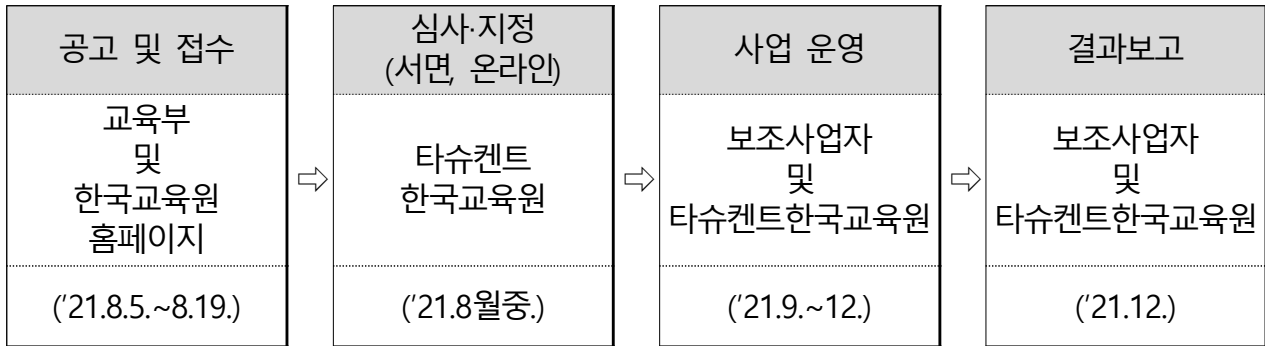 공고 및 접수
교육부
및
한국교육원
홈페이지
('21.8.5.~8.19.)
⇨
심사·지정
(서면, 온라인)
타슈켄트
한국교육원
('21.8월중.)
⇨
사업 운영
보조사업자
및
타슈켄트한국교육원
('21.9.~12.)
⇨
결과보고
보조사업자
및
타슈켄트한국교육원
('21.12.)